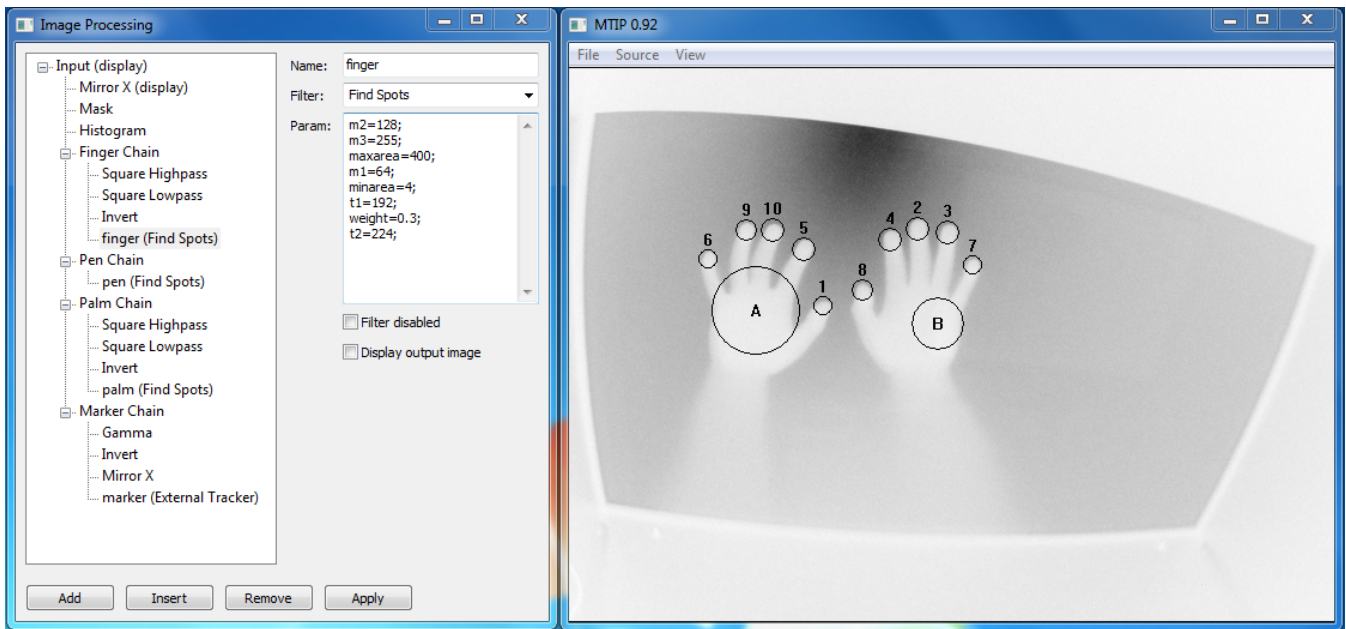 Image Processing
Input (display)
Mirror X (display)
Mask
Histogram
Finger Chain
Square Highpass
Square Lowpass
Invert
finger (Find Spots)
Pen Chain
pen (Find Spots)
Palm Chain
Square Highpass
Square Lowpass
Invert
palm (Find Spots)
Marker Chain
Gamma
Invert
Mirror X
marker (External Tracker)
Name: finger
Filter: Find Spots
Param: m2=128;
m3=255;
maxarea=400;
m1=64;
minarea=4;
t1=192;
weight=0.3;
t2=224;
Filter disabled
Display output image
Add Insert Remove Apply
MTIP 0.92
File Source View
9 10 4 2 3
6 5 7
8
1
A B